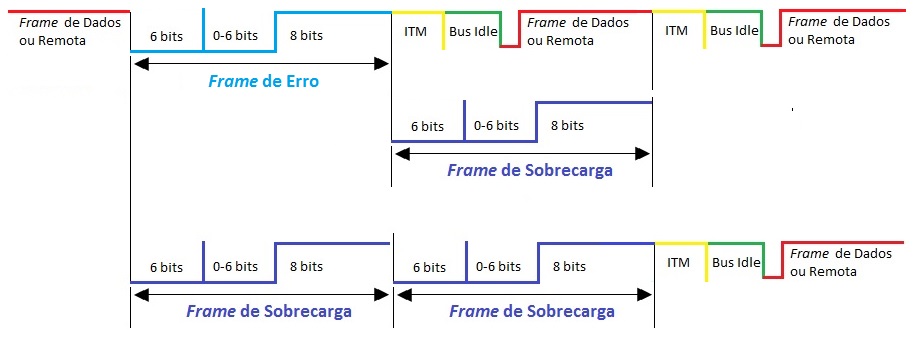 Frame de Dados
ou Remota
6 bits
0-6 bits
8 bits
Frame de Erro
ITM
Bus Idle
Frame de Dados
ou Remota
ITM
Bus Idle
Frame de Dados
ou Remota
6 bits
0-6 bits
8 bits
Frame de Sobrecarga
6 bits
0-6 bits
8 bits
Frame de Sobrecarga
6 bits
0-6 bits
8 bits
Frame de Sobrecarga
ITM
Bus Idle
Frame de Dados
ou Remota